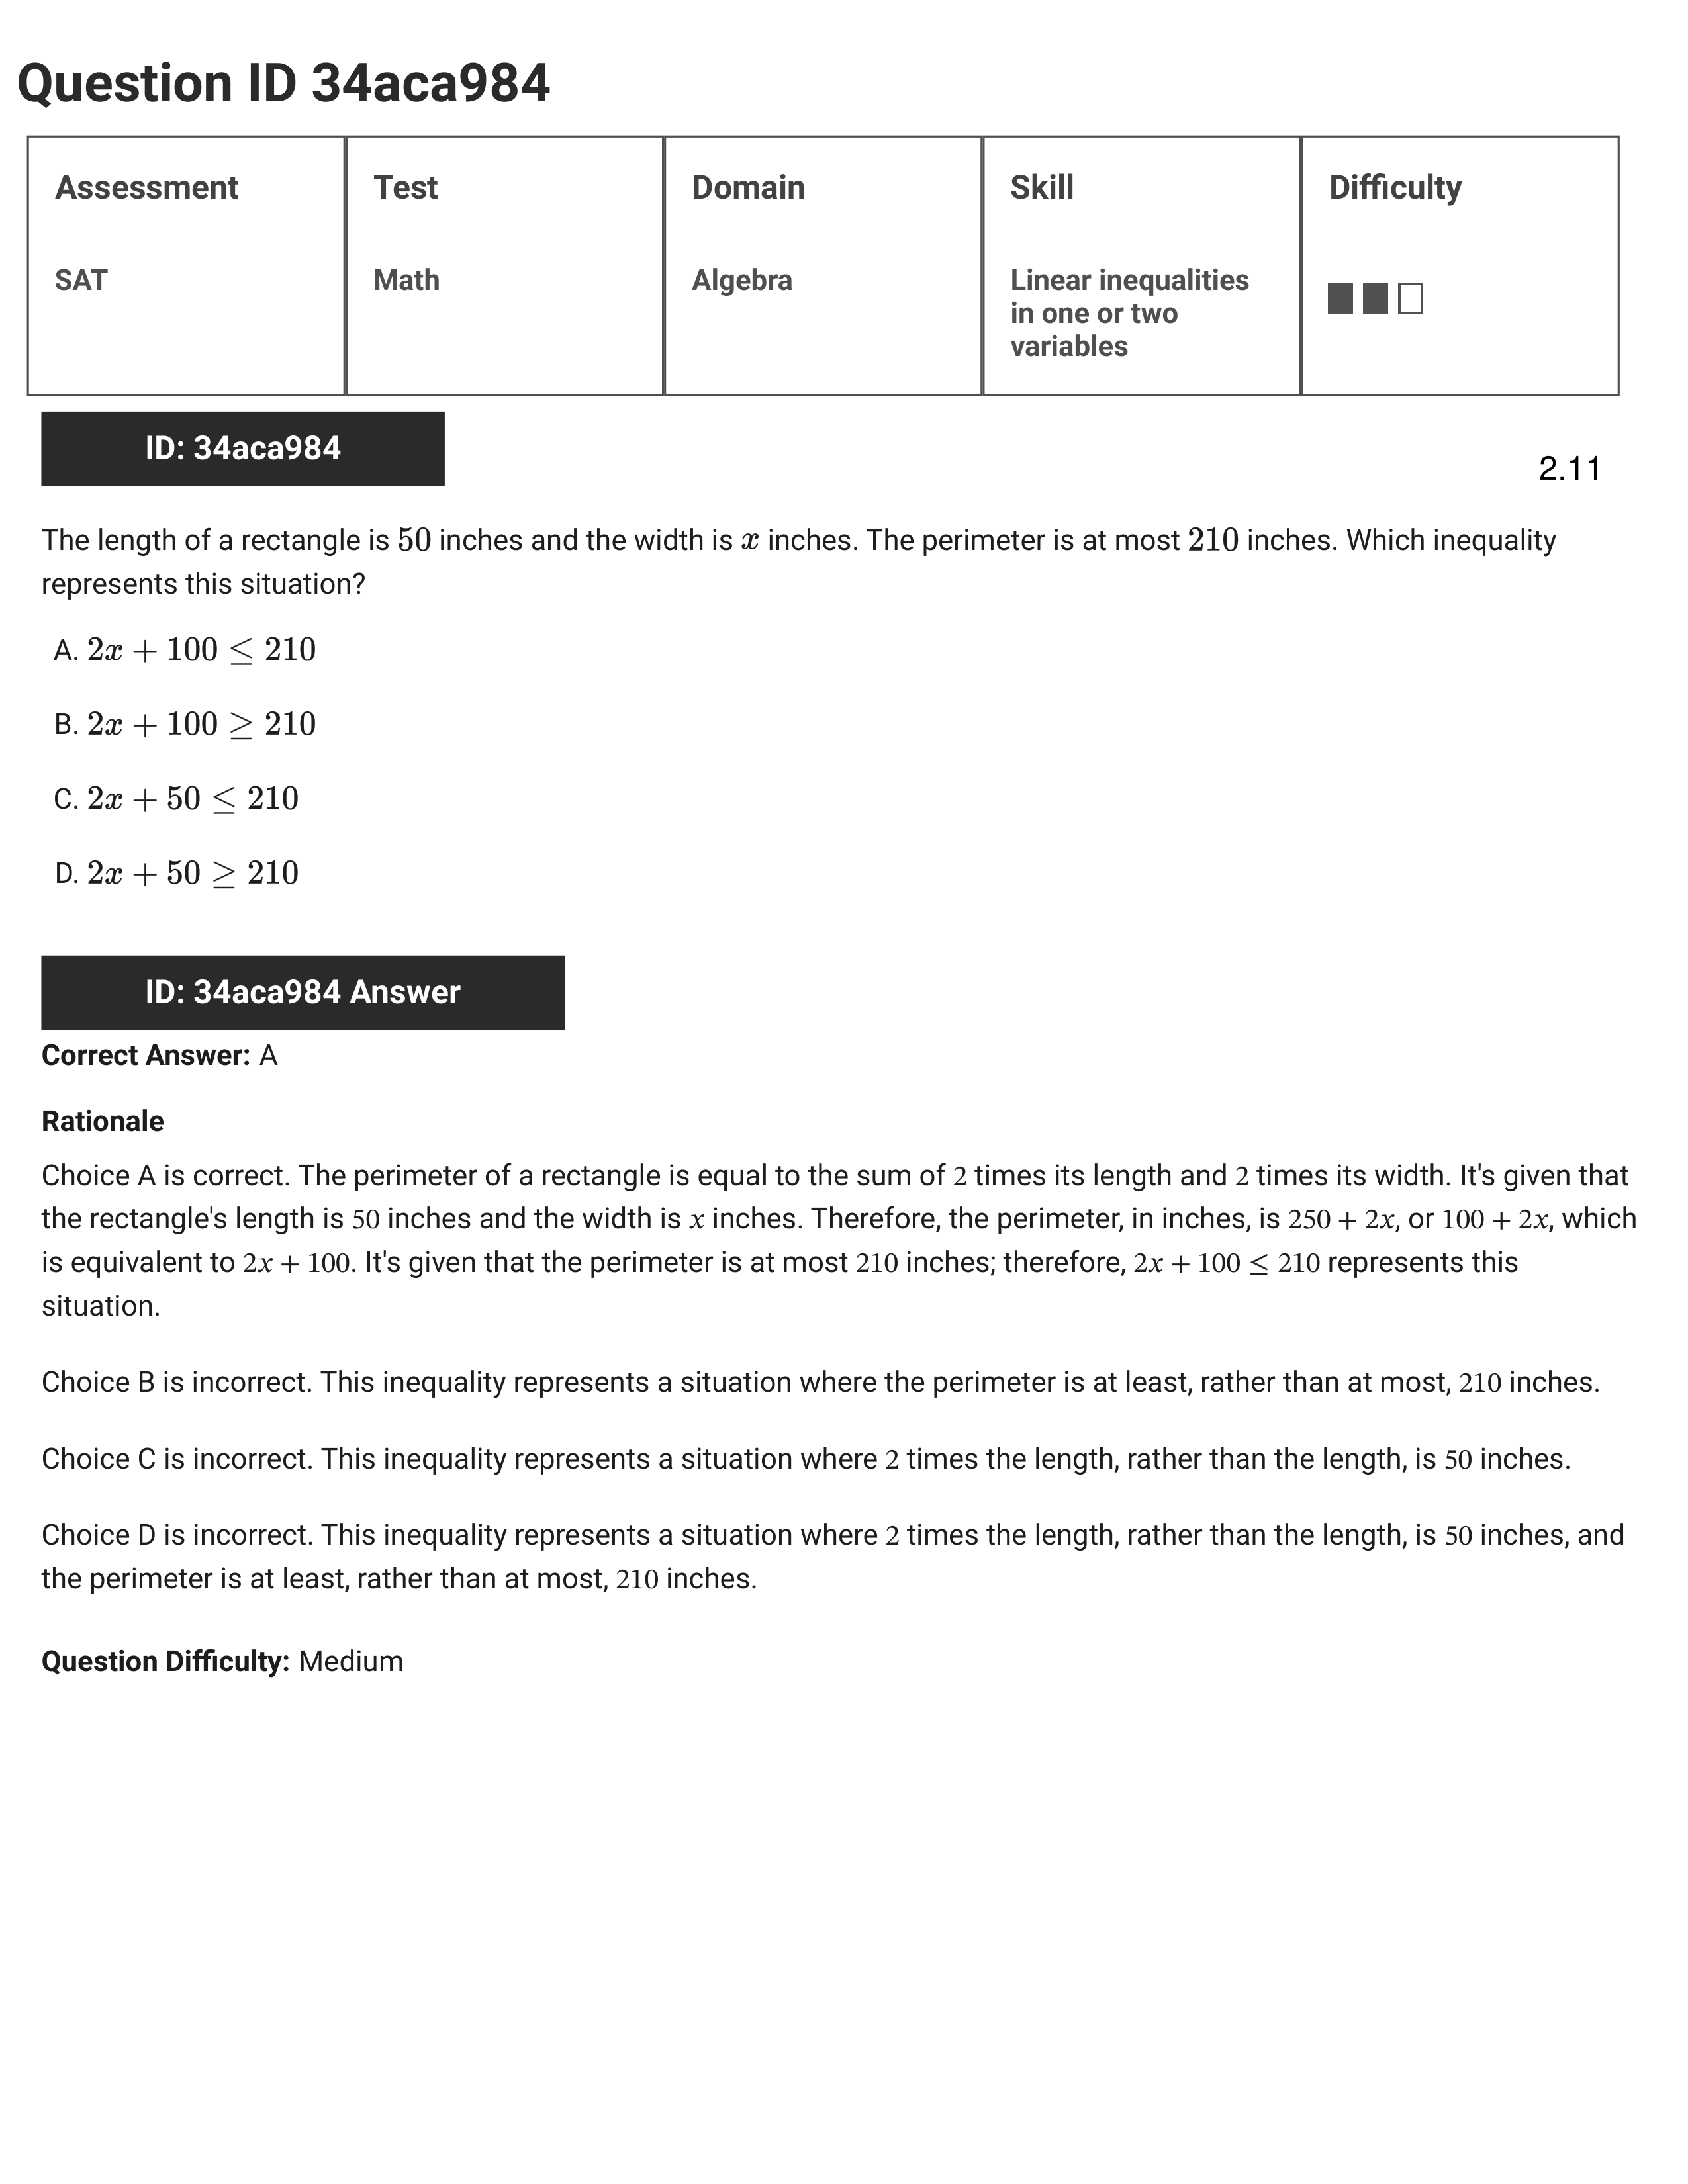 Question ID 34aca984
Assessment
Test
Domain
Skill
Difficulty
SAT
Math
Algebra
Linear inequalities
in one or two
variables
ID: 34aca984
2.11
The length of a rectangle is 50 inches and the width is x inches. The perimeter is at most 210 inches. Which inequality
represents this situation?
A. 2x + 100 ≤ 210
B. 2x + 100 ≥ 210
C. 2x + 50 ≤ 210
D. 2x + 50 ≥ 210
ID: 34aca984 Answer
Correct Answer: A
Rationale
Choice A is correct. The perimeter of a rectangle is equal to the sum of 2 times its length and 2 times its width. It's given that
the rectangle's length is 50 inches and the width is x inches. Therefore, the perimeter, in inches, is 250 + 2x, or 100 + 2x, which
is equivalent to 2x + 100. It's given that the perimeter is at most 210 inches; therefore, 2x + 100 ≤ 210 represents this
situation.
Choice B is incorrect. This inequality represents a situation where the perimeter is at least, rather than at most, 210 inches.
Choice C is incorrect. This inequality represents a situation where 2 times the length, rather than the length, is 50 inches.
Choice D is incorrect. This inequality represents a situation where 2 times the length, rather than the length, is 50 inches, and
the perimeter is at least, rather than at most, 210 inches.
Question Difficulty: Medium